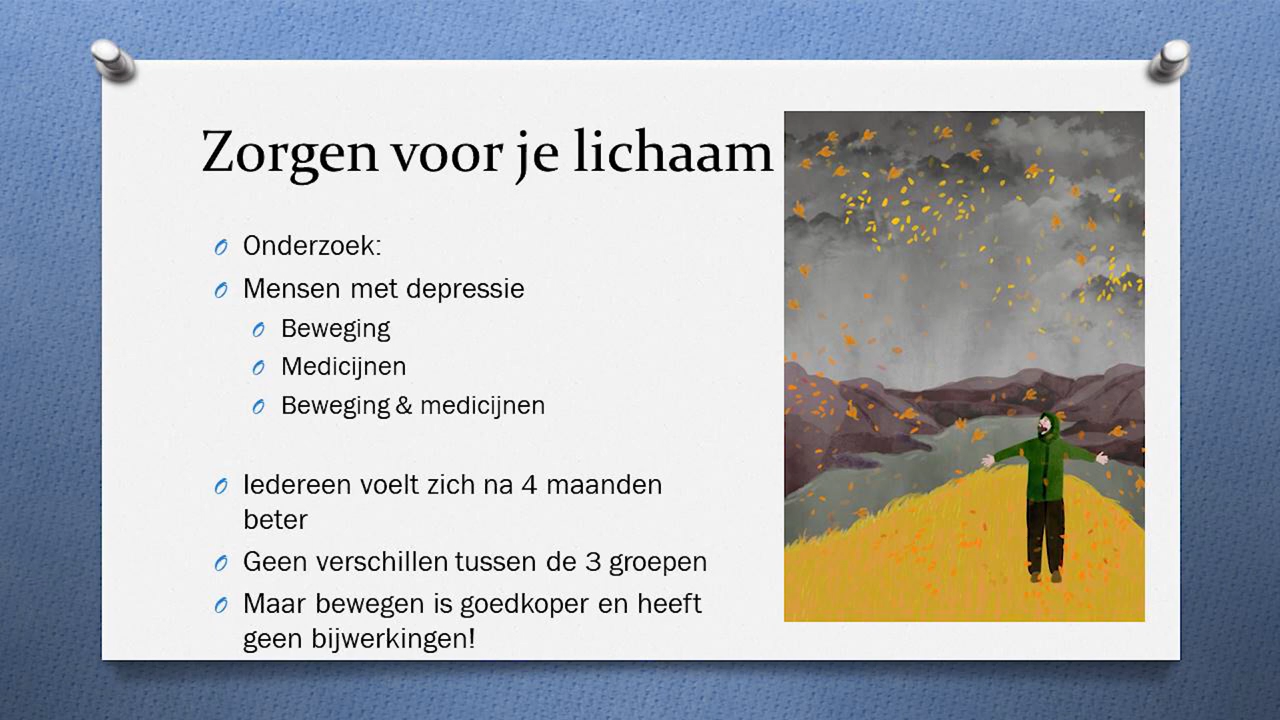 Zorgen voor je lichaam
Onderzoek:
Mensen met depressie
Beweging
Medicijnen
Beweging & medicijnen
Iedereen voelt zich na 4 maanden
beter
Geen verschillen tussen de 3 groepen
Maar bewegen is goedkoper en heeft
geen bijwerkingen!